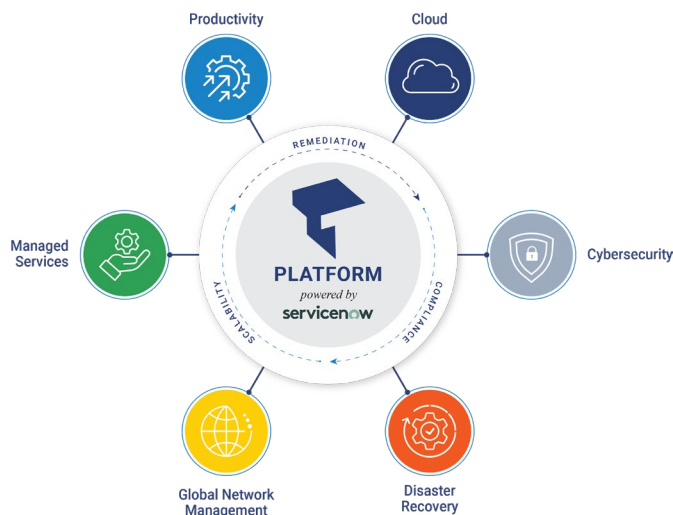 Productivity
Cloud
REMEDIATION
Managed
Services
SCALABILITY
PLATFORM
powered by
servicenow
COMPLIANCE
Cybersecurity
Global Network
Management
Disaster
Recovery